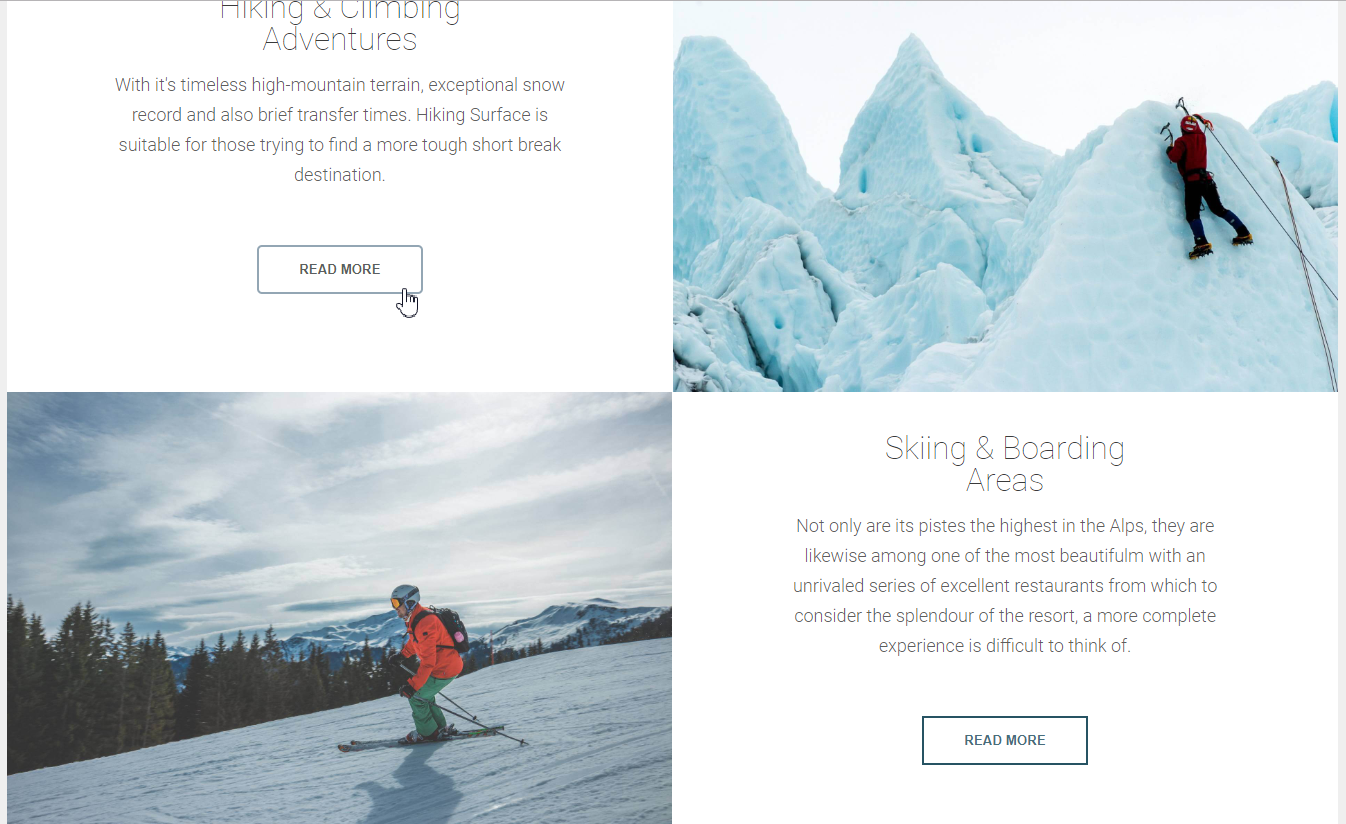 Hiking & Climbing
Adventures
With it's timeless high-mountain terrain, exceptional snow
record and also brief transfer times. Hiking Surface is
suitable for those trying to find a more tough short break
destination.
READ MORE
Skiing & Boarding
Areas
Not only are its pistes the highest in the Alps, they are
likewise among one of the most beautifulm with an
unrivaled series of excellent restaurants from which to
consider the splendour of the resort, a more complete
experience is difficult to think of.
READ MORE